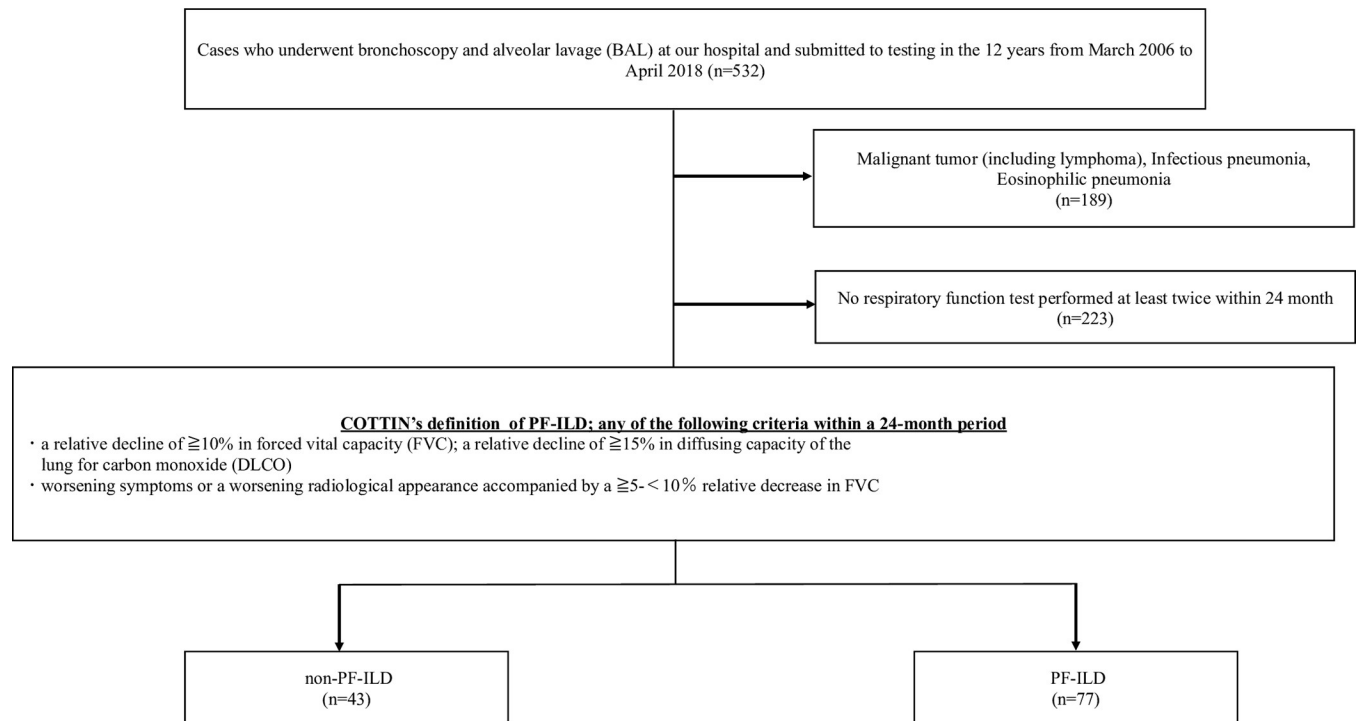 Cases who underwent bronchoscopy and alveolar lavage (BAL) at our hospital and submitted to testing in the 12 years from March 2006 to
April 2018 (n=532)
Malignant tumor (including lymphoma), Infectious pneumonia,
Eosinophilic pneumonia
(n=189)
No respiratory function test performed at least twice within 24 month
(n=223)
COTTIN’s definition of PF-ILD; any of the following criteria within a 24-month period
・a relative decline of ≧10% in forced vital capacity (FVC); a relative decline of ≧15% in diffusing capacity of the
lung for carbon monoxide (DLCO)
・worsening symptoms or a worsening radiological appearance accompanied by a ≧5-＜10% relative decrease in FVC
non-PF-ILD
(n=43)
PF-ILD
(n=77)